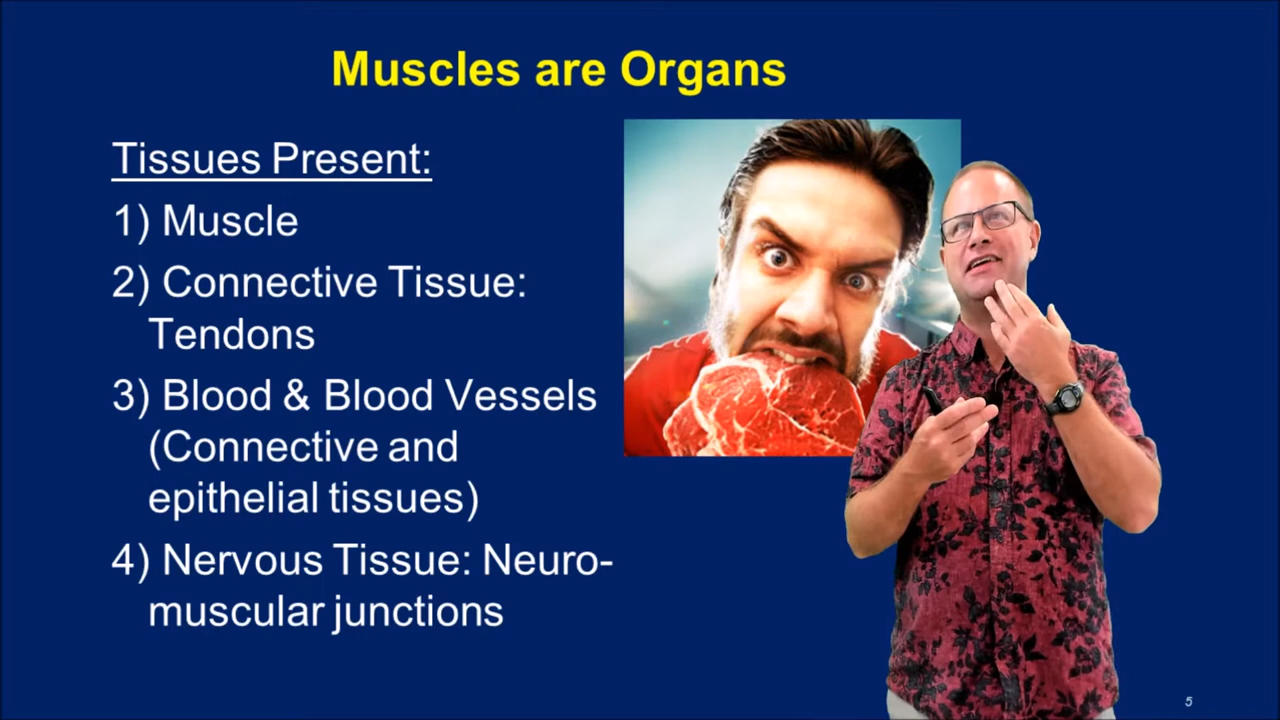 Muscles are Organs
Tissues Present:
1) Muscle
2) Connective Tissue:
Tendons
3) Blood & Blood Vessels
(Connective and
epithelial tissues)
4) Nervous Tissue: Neuro-
muscular junctions
5